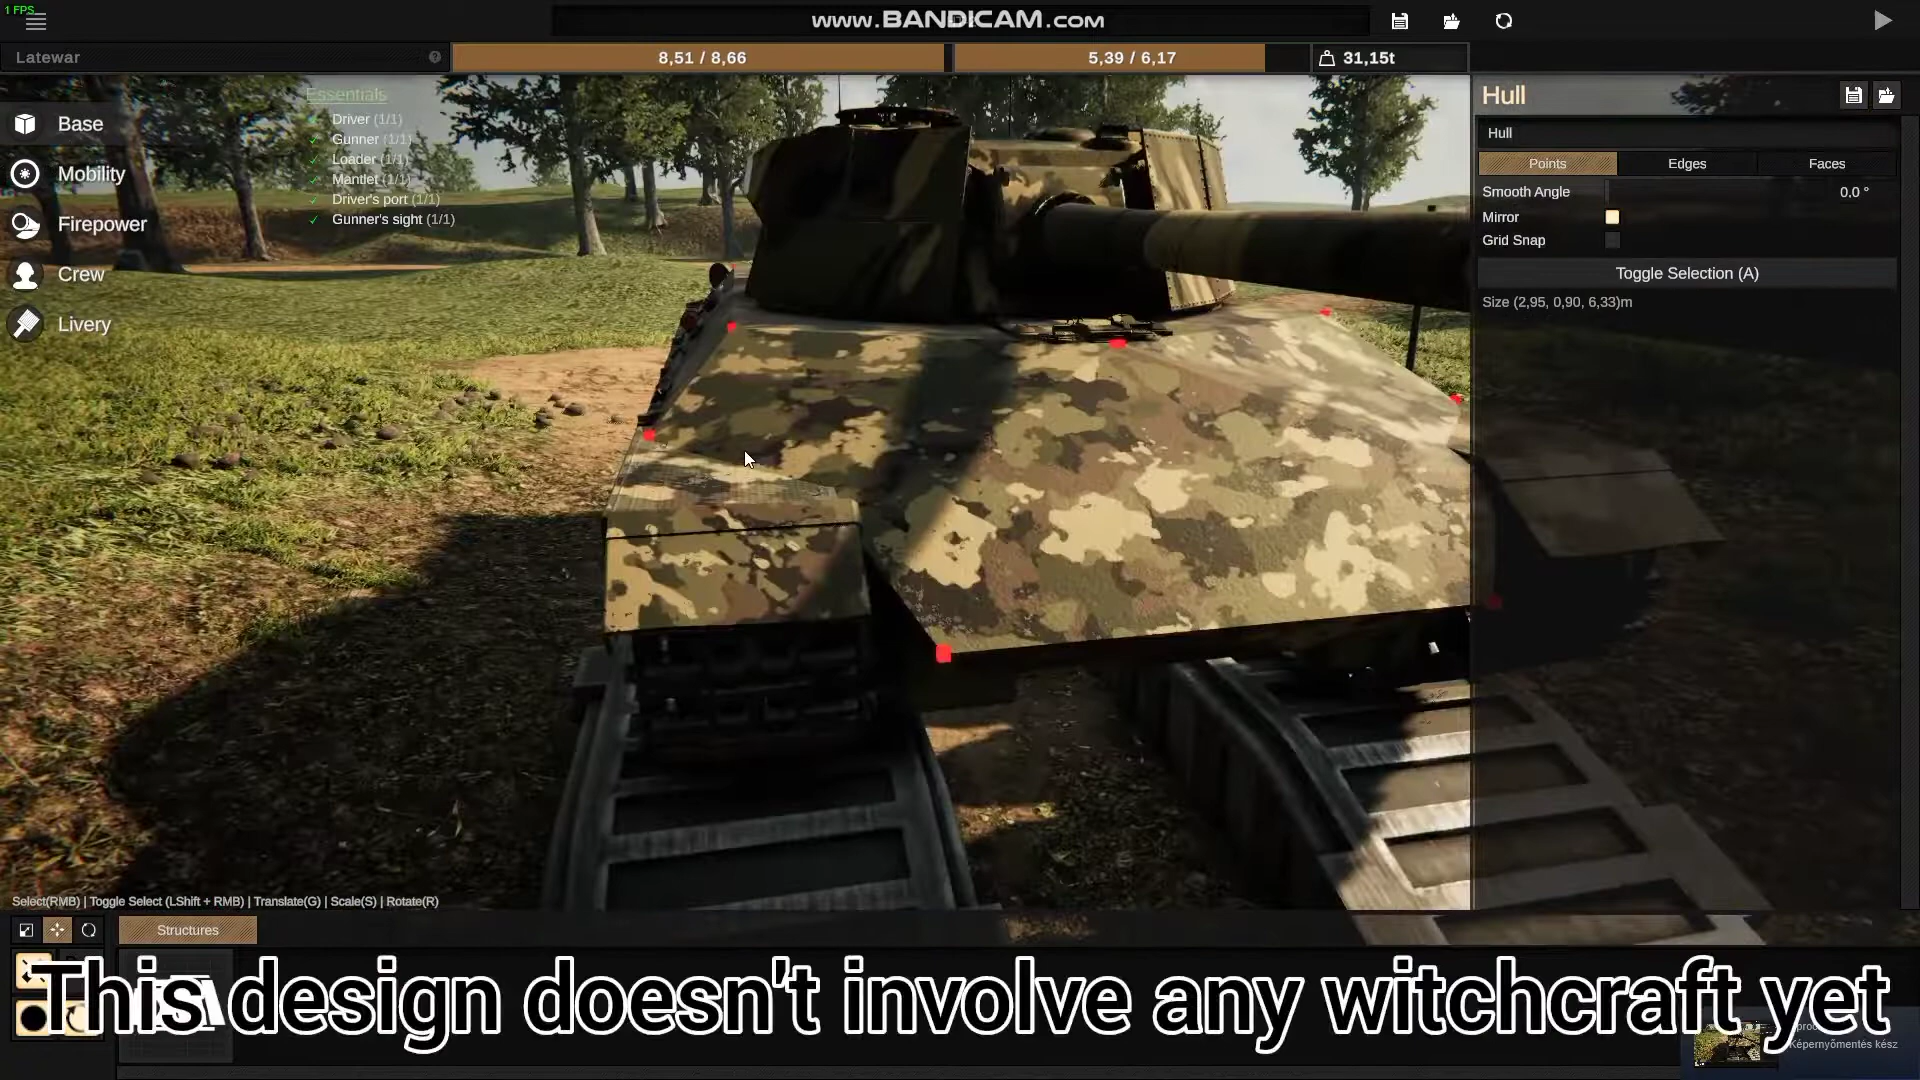 1 FPS
www.BANDICAM.com
Latewar
8,51 / 8,66
5,39 / 6,17
31,15t
Essentials
Driver (1/1)
Gunner (1/1)
Loader (1/1)
Mantlet (1/1)
Driver's port (1/1)
Gunner's sight (1/1)
Base
Mobility
Firepower
Crew
Livery
Hull
Hull
Points
Edges
Faces
Smooth Angle
0.0 °
Mirror
Grid Snap
Toggle Selection (A)
Size (2,95, 0,90, 6,33)m
Select(RMB) | Toggle Select (LShift + RMB) | Translate(G) | Scale(S) | Rotate(R)
Structures
This design doesn't involve any witchcraft yet
Képernyőmentés kész